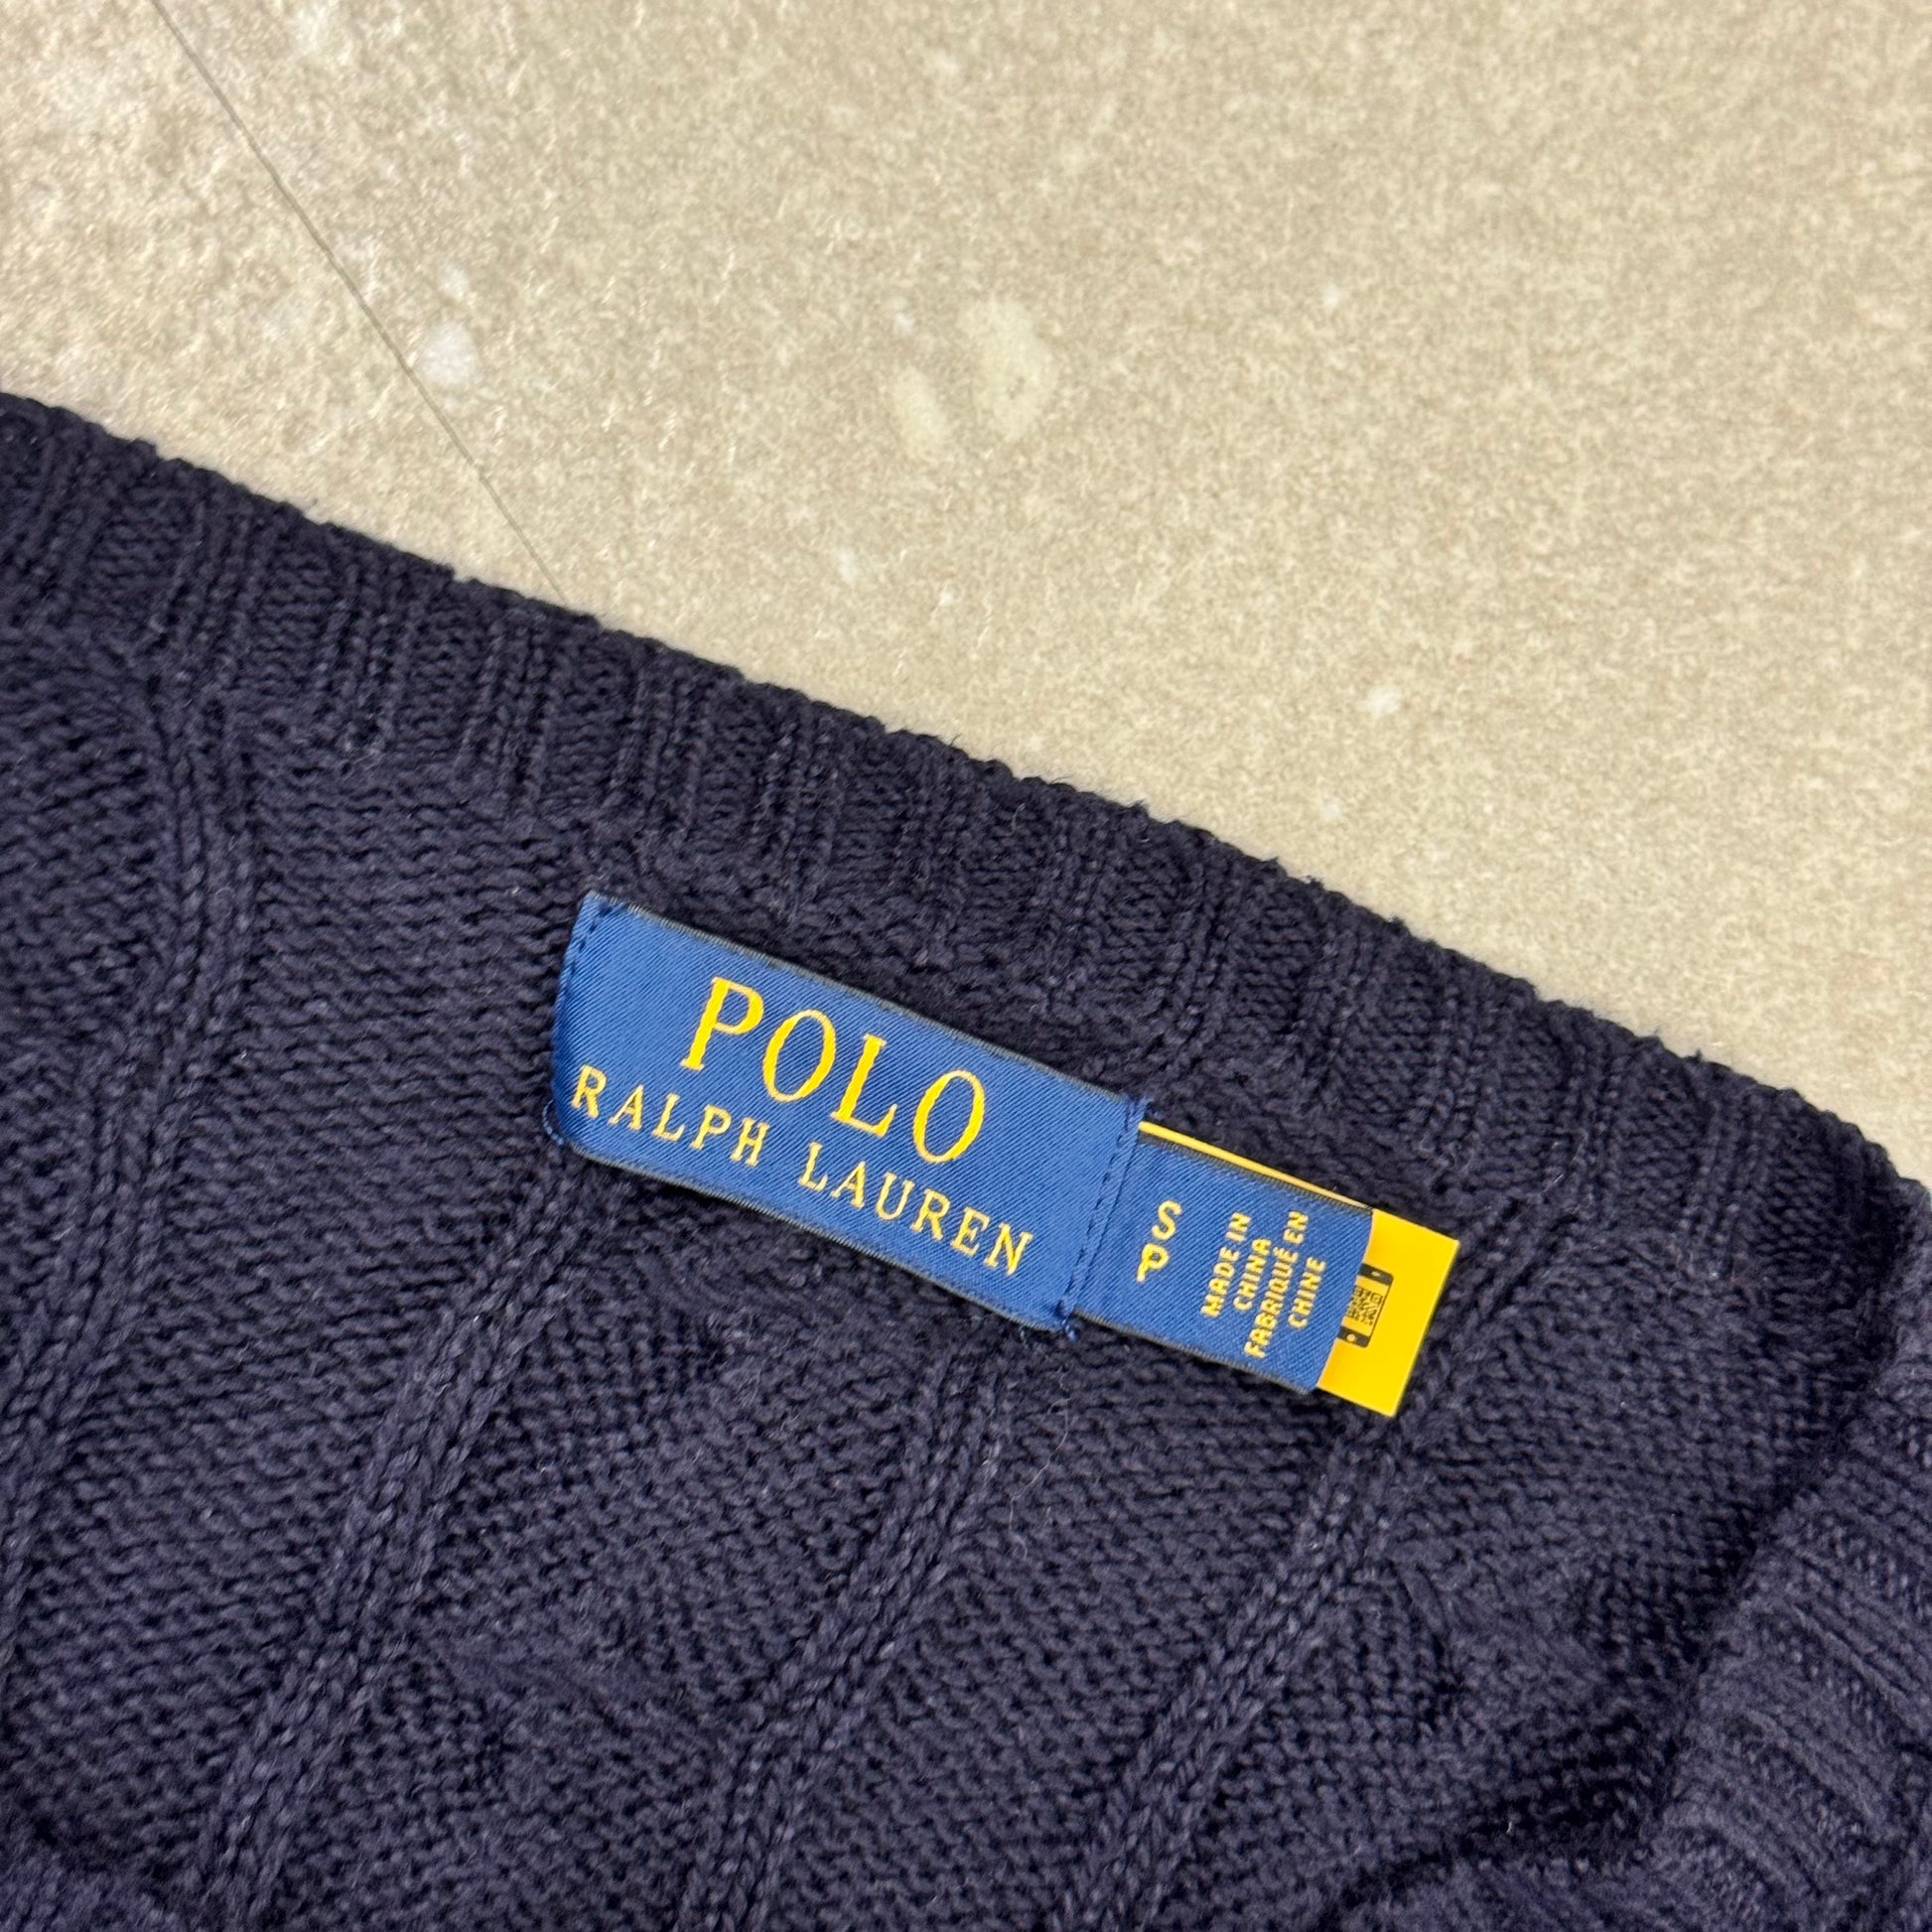 POLO
RALPH LAUREN
S
P
MADE IN
CHINA
FABRIQUÉ EN
CHINE